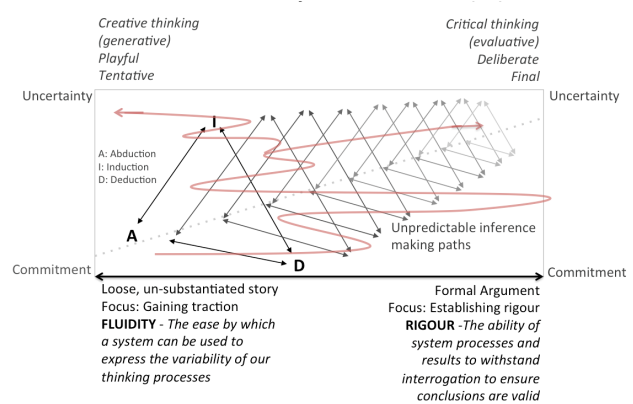 Creative thinking
(generative)
Playful
Tentative
Critical thinking
(evaluative)
Deliberate
Final
Uncertainty
Uncertainty
I
A: Abduction
I: Induction
D: Deduction
A
D
Unpredictable inference
making paths
Commitment
Commitment
Loose, un-substantiated story
Focus: Gaining traction
FLUIDITY - The ease by which
a system can be used to
express the variability of our
thinking processes
Formal Argument
Focus: Establishing rigour
RIGOUR -The ability of
system processes and
results to withstand
interrogation to ensure
conclusions are valid